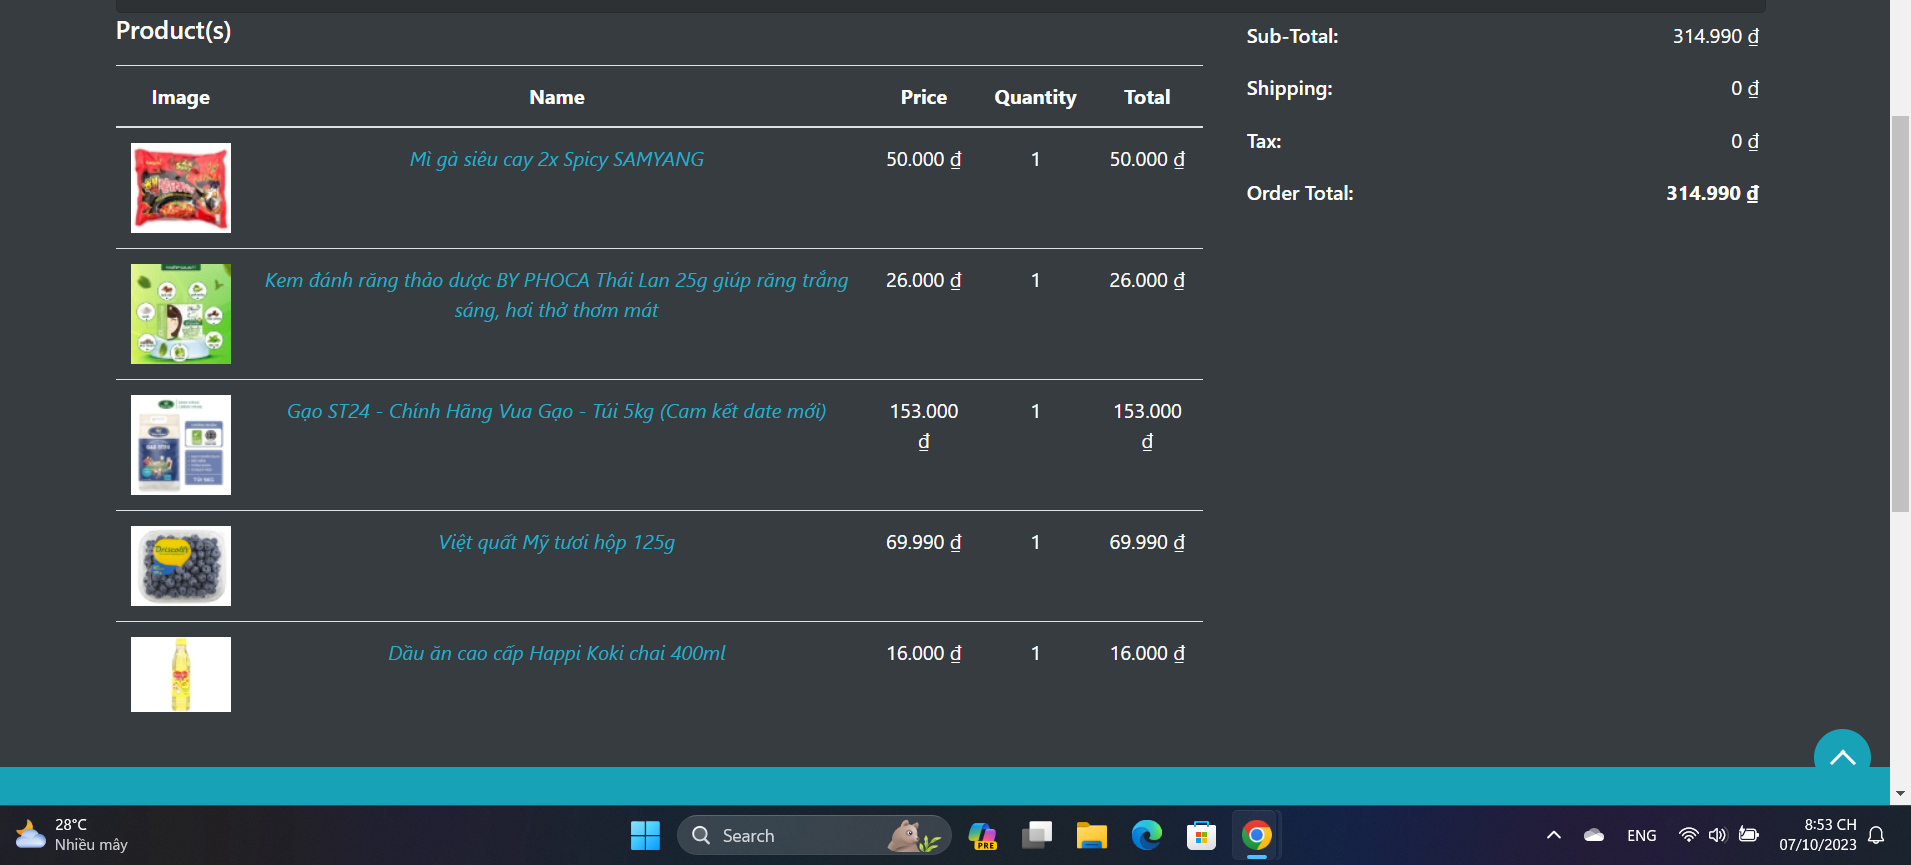 Product(s)
Image Name Price Quantity Total
Mì gà siêu cay 2x Spicy SAMYANG 50.000 ₫ 1 50.000 ₫
Kem đánh răng thảo dược BY PHOCA Thái Lan 25g giúp răng trắng 26.000 ₫ 1 26.000 ₫
sáng, hơi thở thơm mát
Gạo ST24 - Chính Hãng Vua Gạo - Túi 5kg (Cam kết date mới) 153.000 1 153.000
₫ ₫
Driscoll's
Việt quất Mỹ tươi hộp 125g 69.990 ₫ 1 69.990 ₫
Dầu ăn cao cấp Happi Koki chai 400ml 16.000 ₫ 1 16.000 ₫
Sub-Total: 314.990 ₫
Shipping: 0 ₫
Tax: 0 ₫
Order Total: 314.990 ₫
28°C
Nhiều mây
Search
PRE
ENG
8:53 CH
07/10/2023